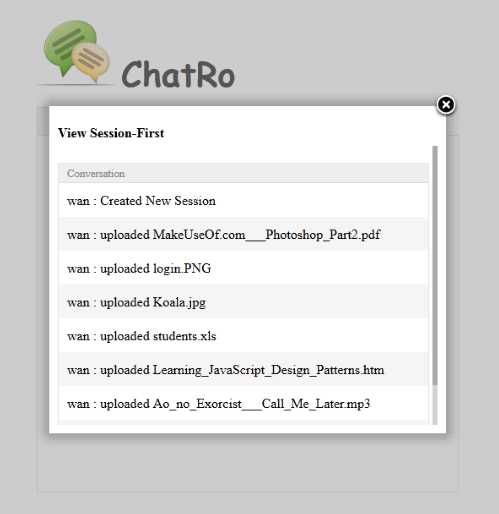 ChatRo
View Session-First
Conversation
wan : Created New Session
wan : uploaded MakeUseOf.com___Photoshop_Part2.pdf
wan : uploaded login.PNG
wan : uploaded Koala.jpg
wan : uploaded students.xls
wan : uploaded Learning_JavaScript_Design_Patterns.htm
wan : uploaded Ao_no_Exorcist___Call_Me_Later.mp3